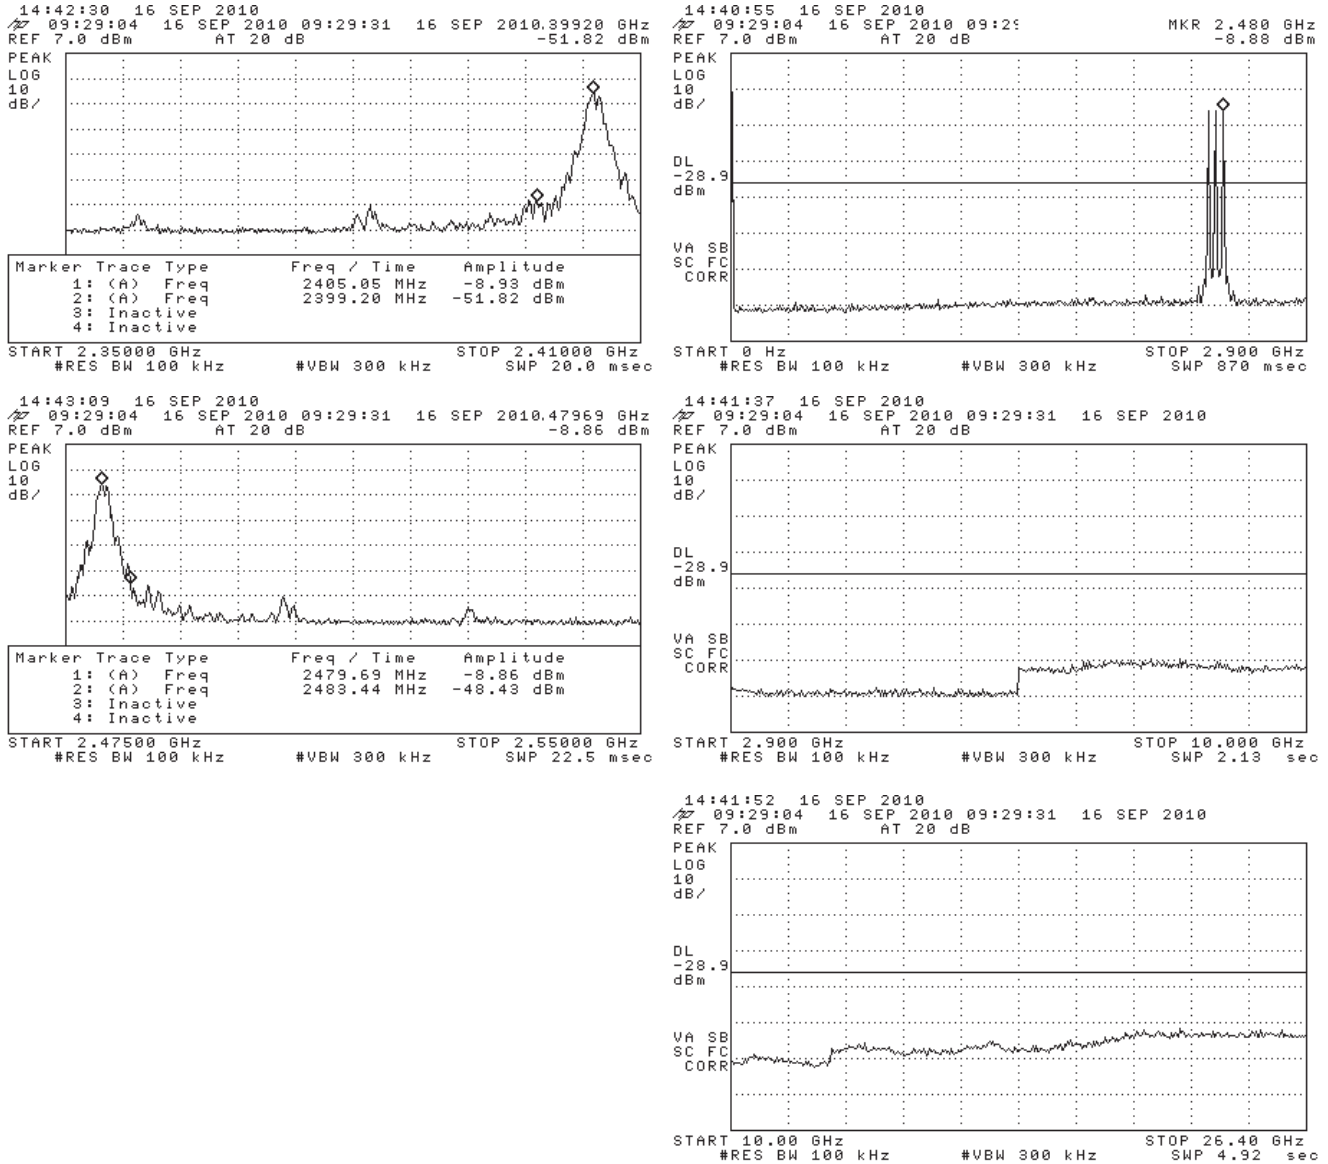 14:42:30 16 SEP 2010
hp 09:29:04 16 SEP 2010 09:29:31 16 SEP 2010.39920 GHz
REF 7.0 dBm AT 20 dB -51.82 dBm
PEAK
LOG
10
dB/
Marker Trace Type Freq / Time Amplitude
1: (A) Freq 2405.05 MHz -8.93 dBm
2: (A) Freq 2399.20 MHz -51.82 dBm
3: Inactive
4: Inactive
START 2.35000 GHz STOP 2.41000 GHz
#RES BW 100 kHz #VBW 300 kHz SWP 20.0 msec
14:40:55 16 SEP 2010
hp 09:29:04 16 SEP 2010 09:29 MKR 2.480 GHz
REF 7.0 dBm AT 20 dB -8.88 dBm
PEAK
LOG
10
dB/
DL
-28.9
dBm
VA SB
SC FC
CORR
START 0 Hz STOP 2.900 GHz
#RES BW 100 kHz #VBW 300 kHz SWP 870 msec
14:43:09 16 SEP 2010
hp 09:29:04 16 SEP 2010 09:29:31 16 SEP 2010.47969 GHz
REF 7.0 dBm AT 20 dB -8.86 dBm
PEAK
LOG
10
dB/
Marker Trace Type Freq / Time Amplitude
1: (A) Freq 2479.69 MHz -8.86 dBm
2: (A) Freq 2483.44 MHz -48.43 dBm
3: Inactive
4: Inactive
START 2.47500 GHz STOP 2.55000 GHz
#RES BW 100 kHz #VBW 300 kHz SWP 22.5 msec
14:41:37 16 SEP 2010
hp 09:29:04 16 SEP 2010 09:29:31 16 SEP 2010
REF 7.0 dBm AT 20 dB
PEAK
LOG
10
dB/
DL
-28.9
dBm
VA SB
SC FC
CORR
START 2.900 GHz STOP 10.000 GHz
#RES BW 100 kHz #VBW 300 kHz SWP 2.13 sec
14:41:52 16 SEP 2010
hp 09:29:04 16 SEP 2010 09:29:31 16 SEP 2010
REF 7.0 dBm AT 20 dB
PEAK
LOG
10
dB/
DL
-28.9
dBm
VA SB
SC FC
CORR
START 10.00 GHz STOP 26.40 GHz
#RES BW 100 kHz #VBW 300 kHz SWP 4.92 sec